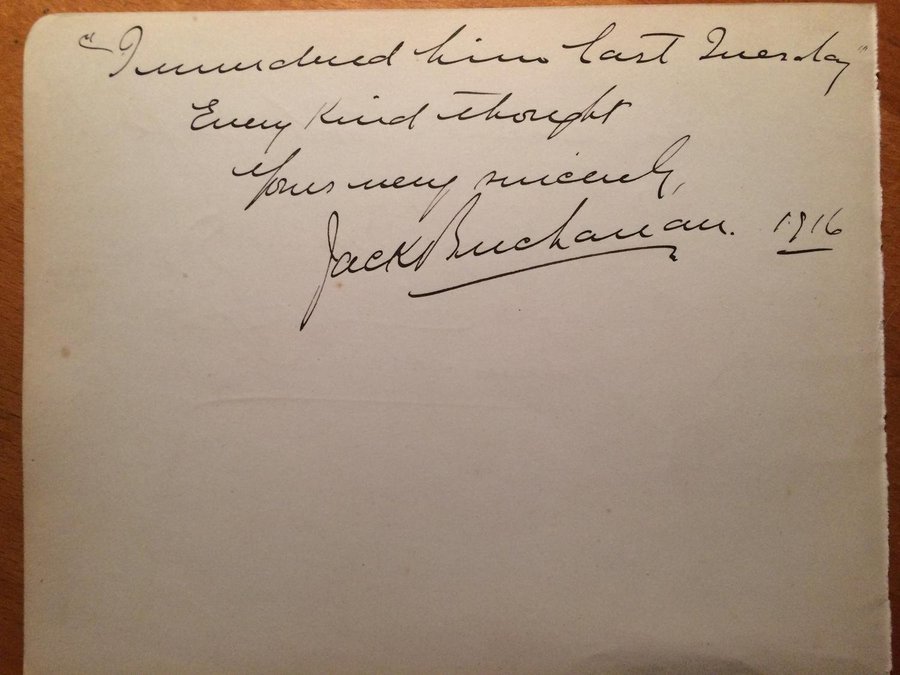 "I murdered him last Tuesday"
Every kind thought
Yours very sincerely,
Jack Buchanan. 1916